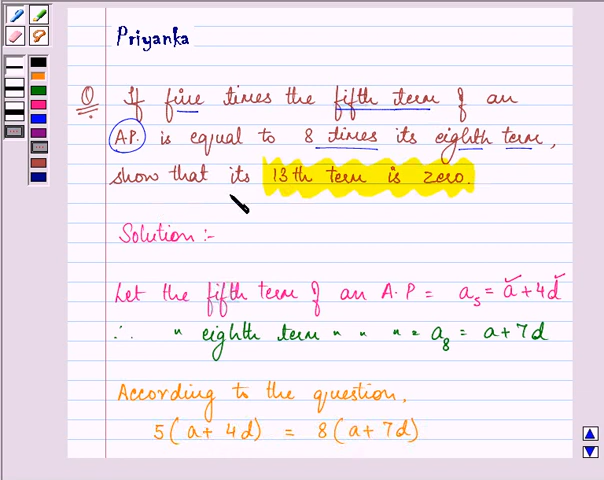 Priyanka
Q If five times the fifth term of an
A.P. is equal to 8 times its eighth term,
show that its 13th term is zero.
Solution :-
Let the fifth term of an A.P = a₅ = a + 4d
∴ " eighth term " " " = a₈ = a + 7d
According to the question,
5(a + 4d) = 8(a + 7d)